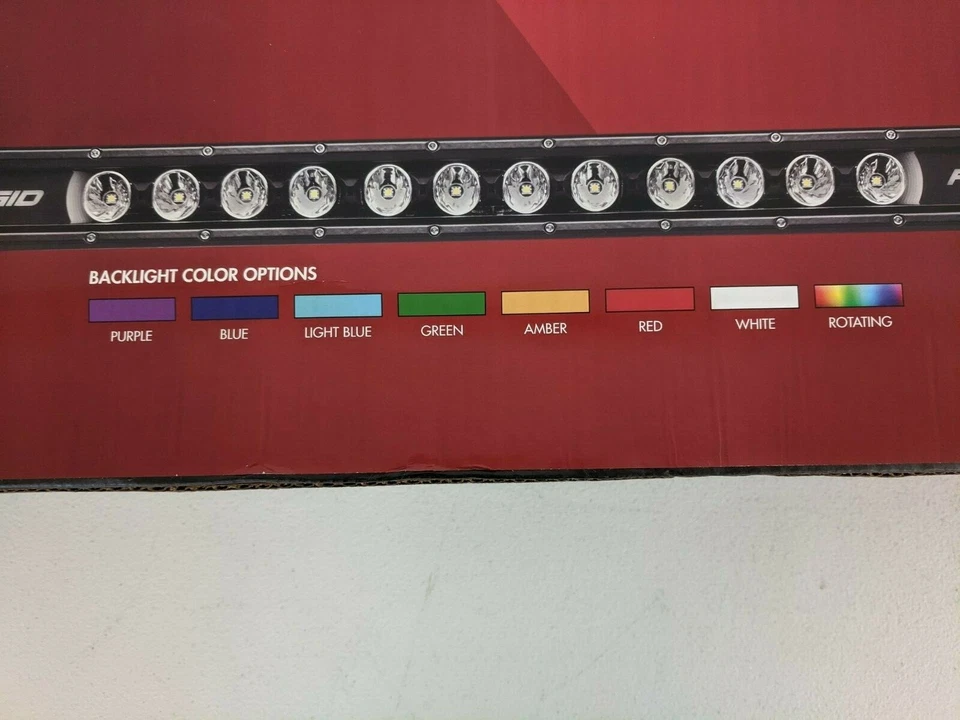 BACKLIGHT COLOR OPTIONS
PURPLE BLUE LIGHT BLUE GREEN AMBER RED WHITE ROTATING